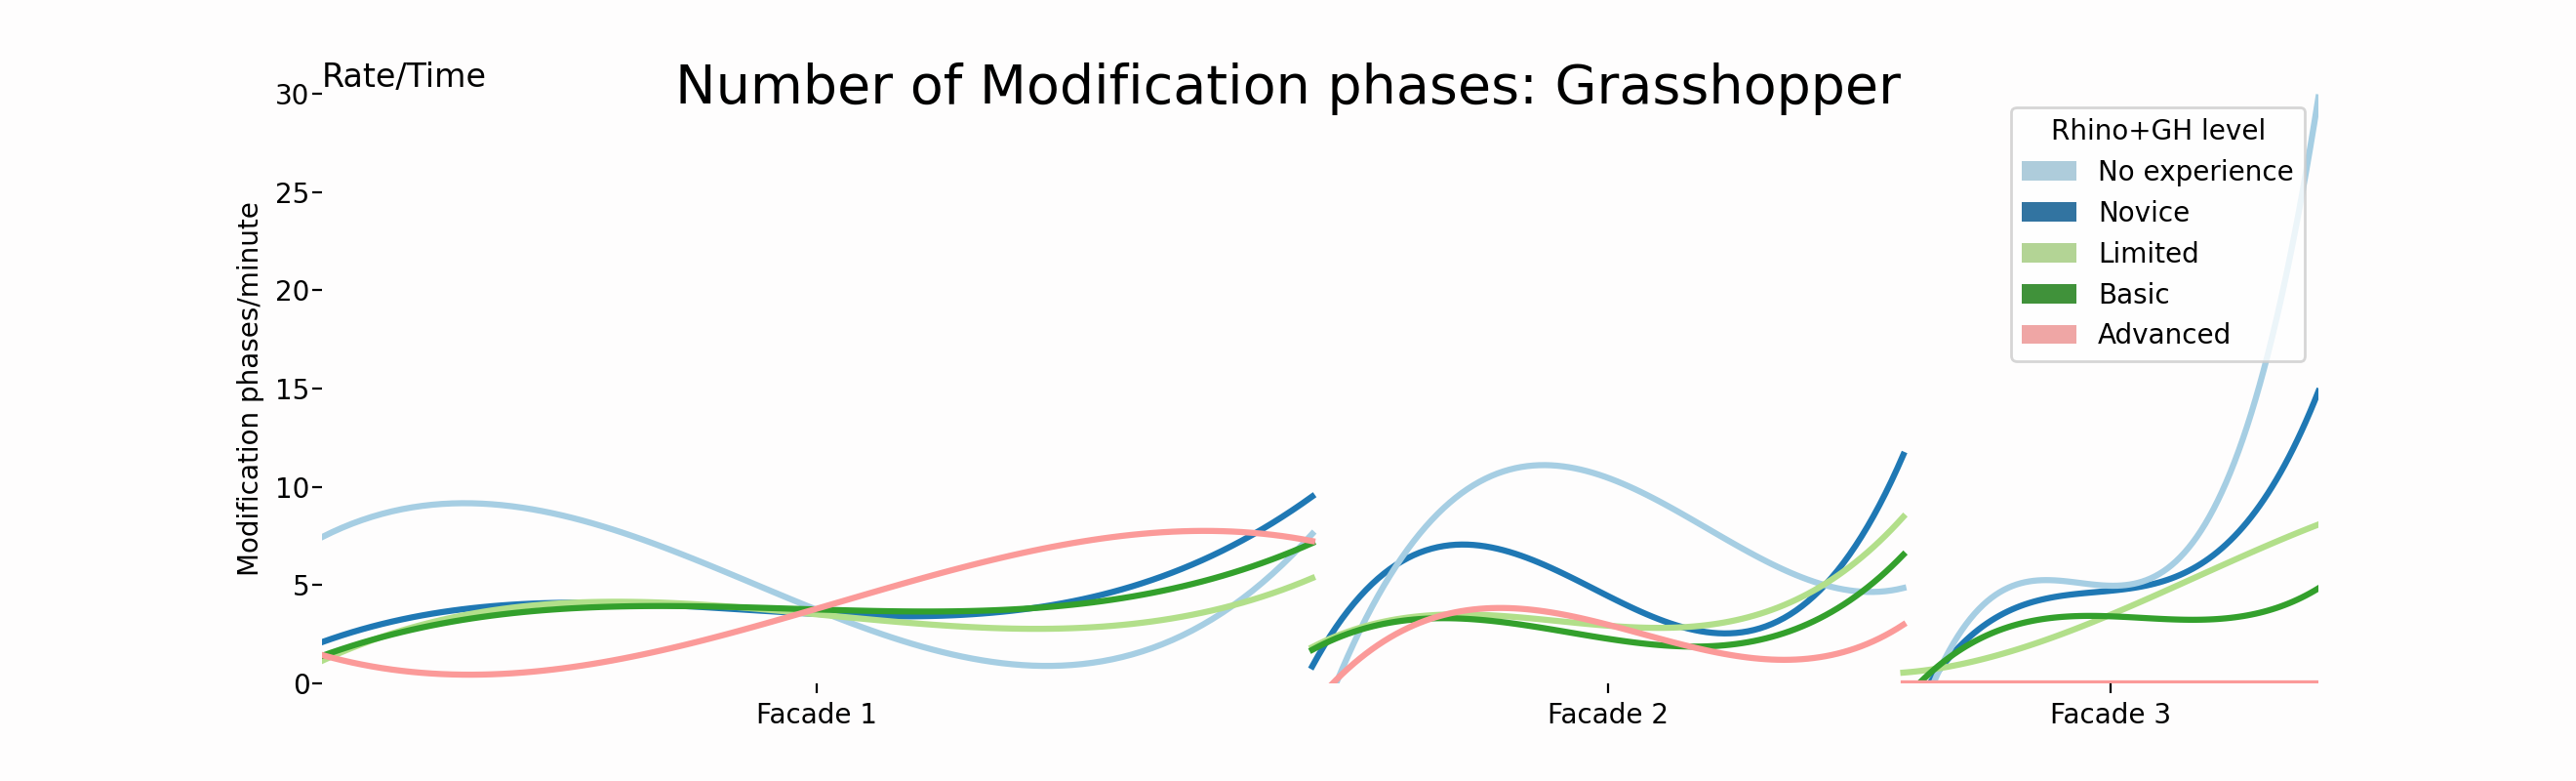 Rate/Time
Number of Modification phases: Grasshopper
Modification phases/minute
30
25
20
15
10
5
0
Rhino+GH level
No experience
Novice
Limited
Basic
Advanced
Facade 1
Facade 2
Facade 3